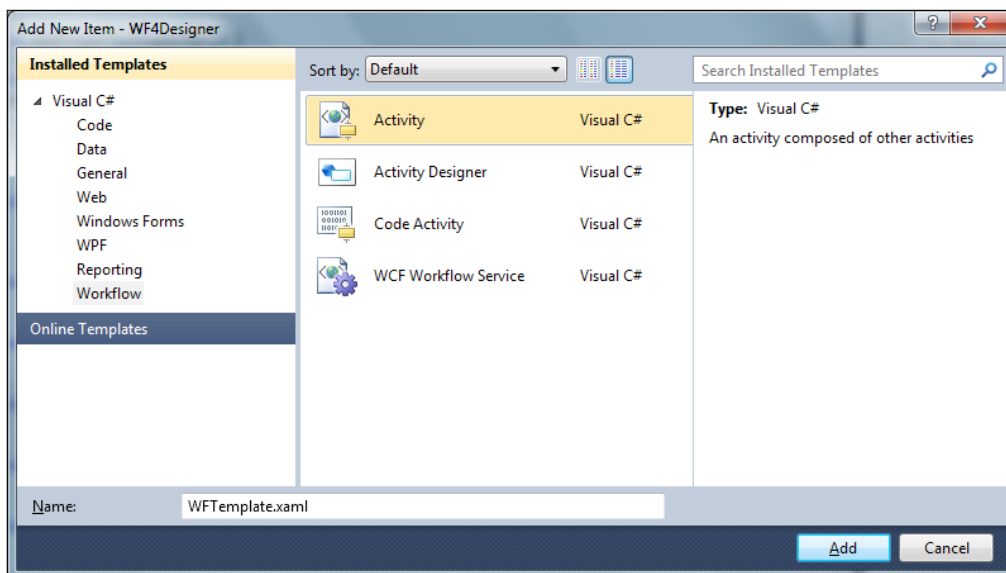 Add New Item - WF4Designer
Installed Templates
Visual C#
Code
Data
General
Web
Windows Forms
WPF
Reporting
Workflow
Online Templates
Sort by: Default
Activity Visual C#
Activity Designer Visual C#
Code Activity Visual C#
WCF Workflow Service Visual C#
Search Installed Templates
Type: Visual C#
An activity composed of other activities
Name: WFTemplate.xaml
Add Cancel